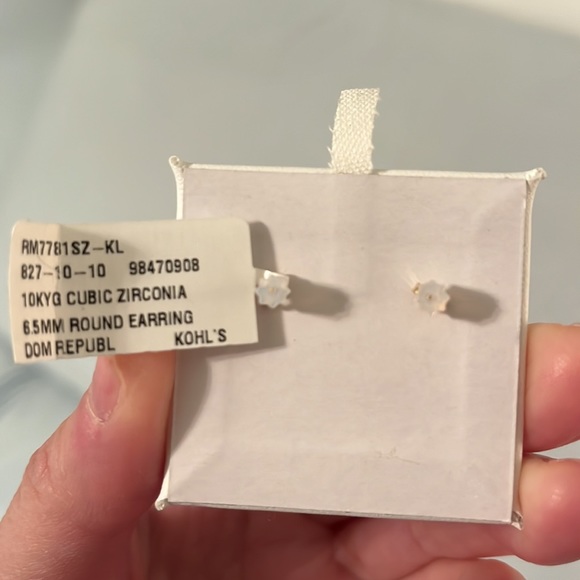 RM7781SZ-KL
827-10-10 98470908
10KYG CUBIC ZIRCONIA
6.5MM ROUND EARRING
DOM REPUBL KOHL'S